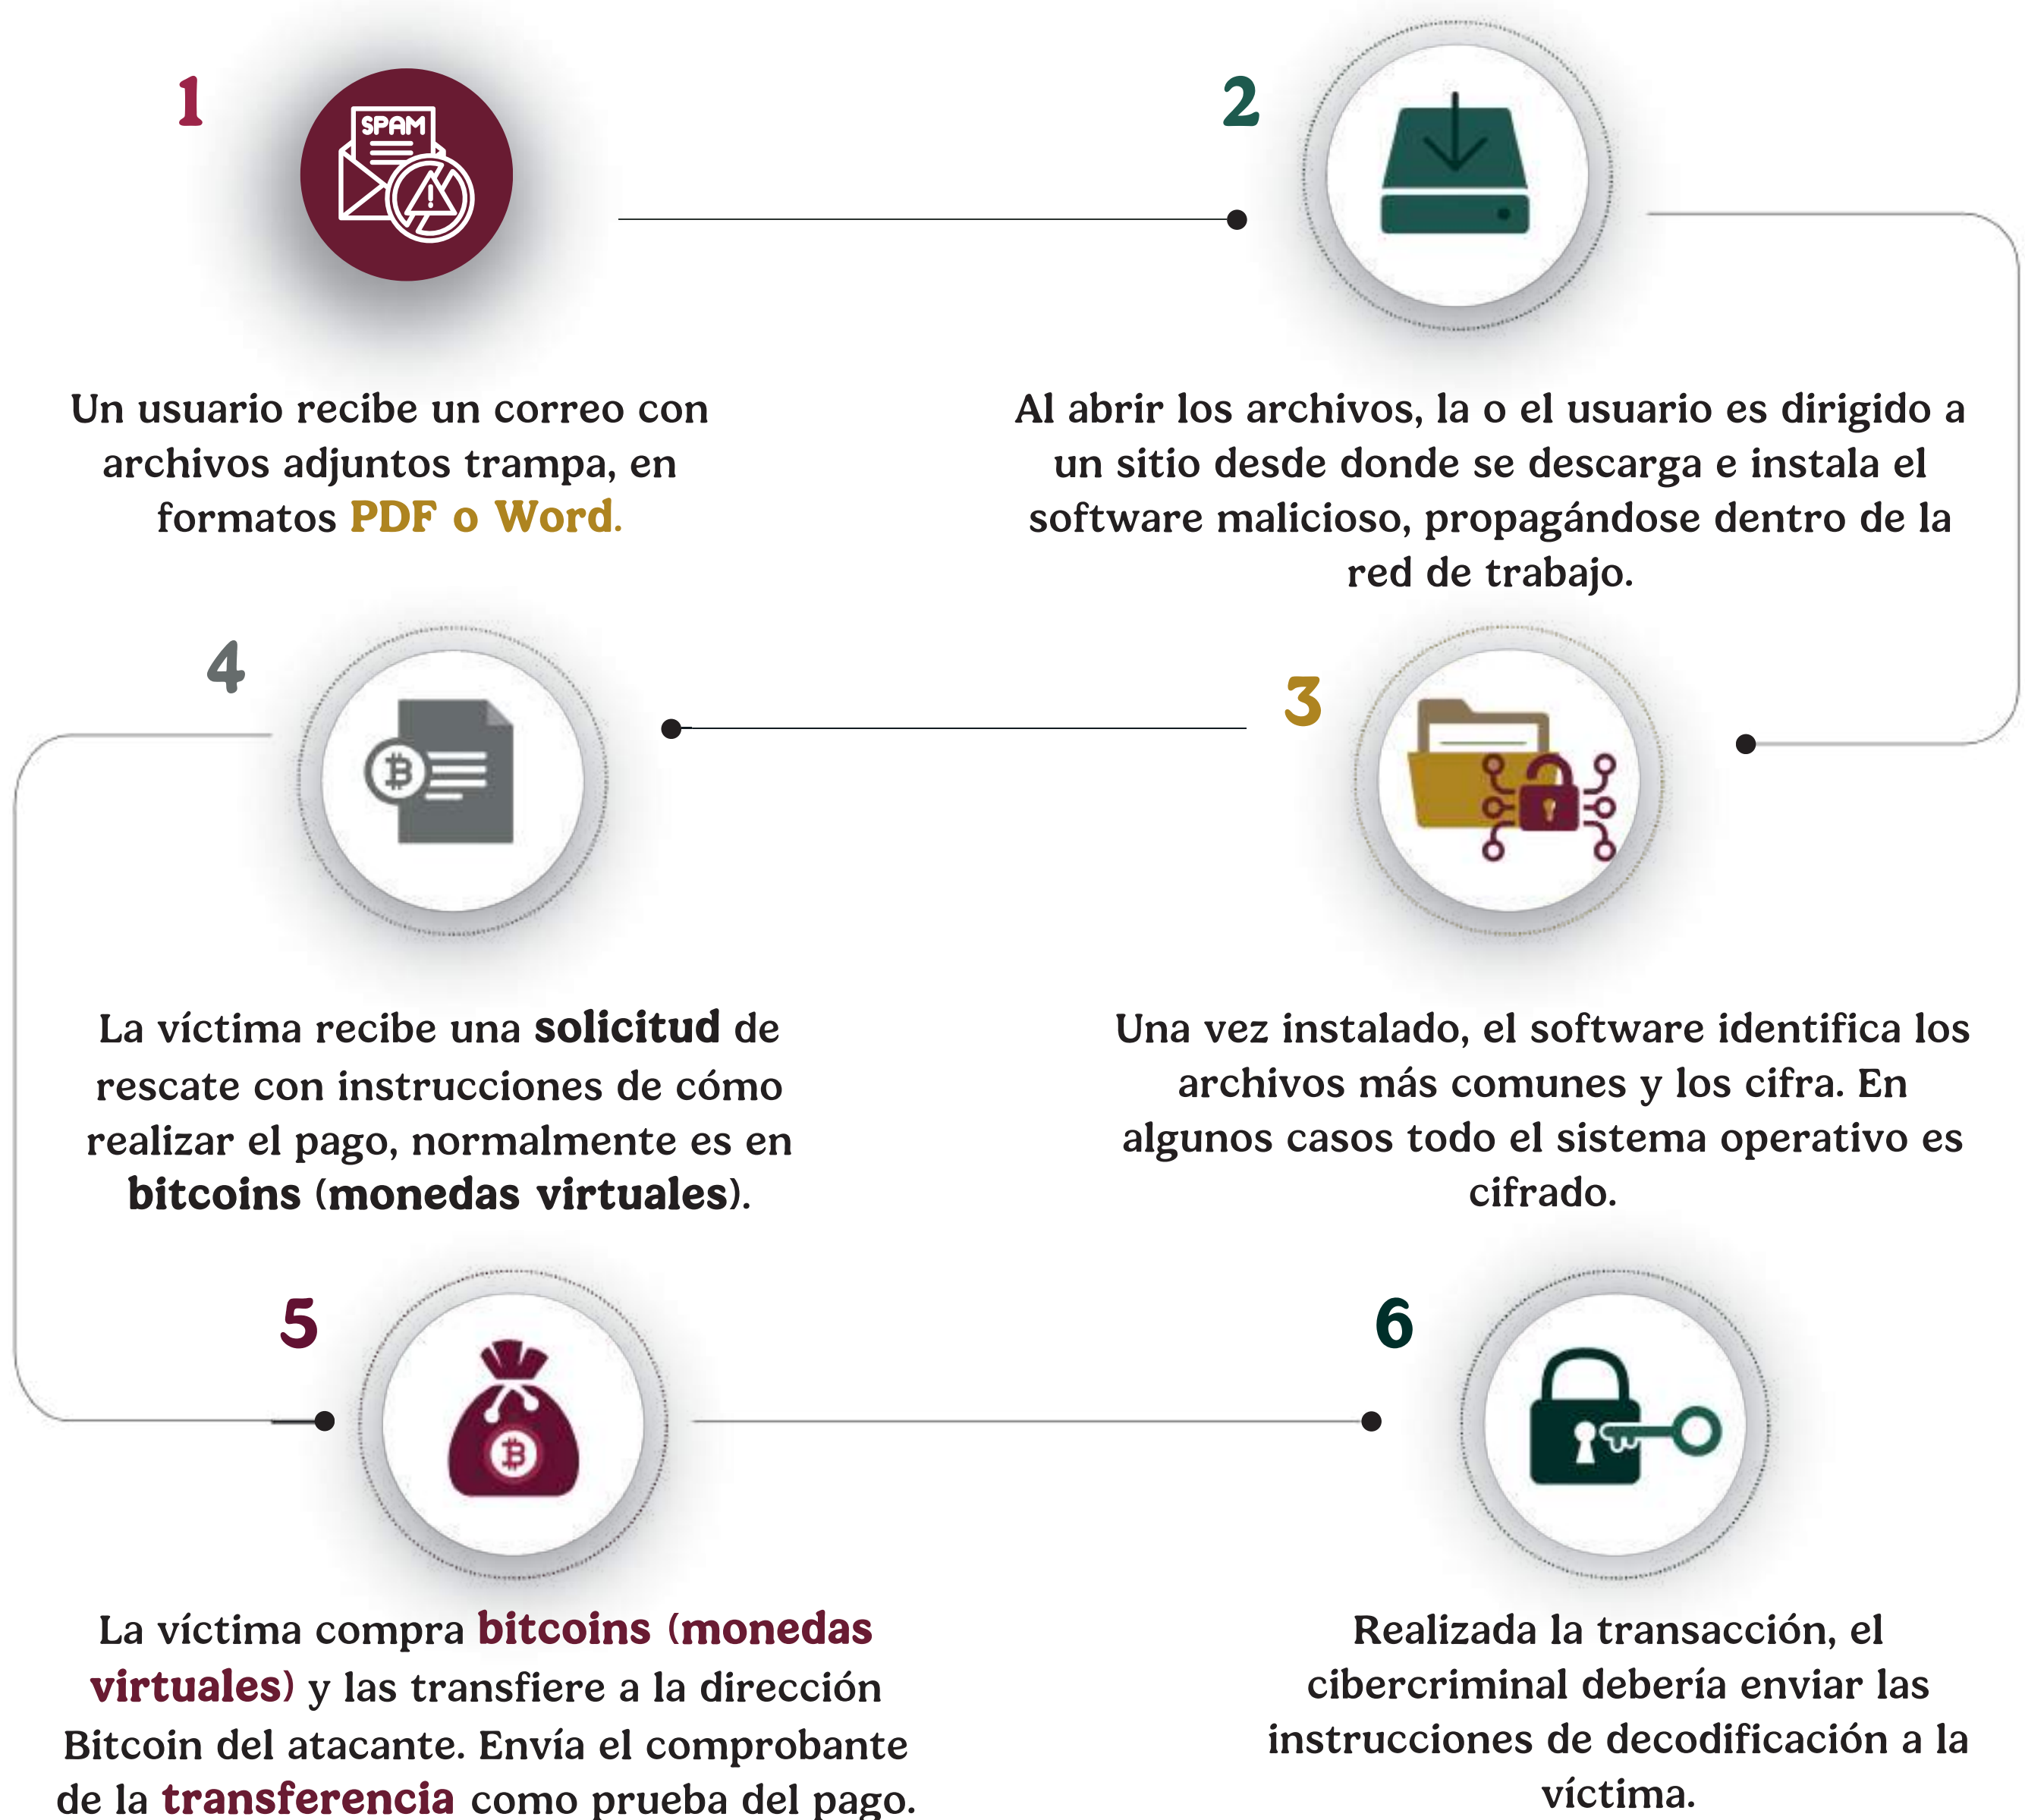 1
SPAM
Un usuario recibe un correo con
archivos adjuntos trampa, en
formatos PDF o Word.
2
Al abrir los archivos, la o el usuario es dirigido a
un sitio desde donde se descarga e instala el
software malicioso, propagándose dentro de la
red de trabajo.
3
Una vez instalado, el software identifica los
archivos más comunes y los cifra. En
algunos casos todo el sistema operativo es
cifrado.
4
La víctima recibe una solicitud de
rescate con instrucciones de cómo
realizar el pago, normalmente es en
bitcoins (monedas virtuales).
5
La víctima compra bitcoins (monedas
virtuales) y las transfiere a la dirección
Bitcoin del atacante. Envía el comprobante
de la transferencia como prueba del pago.
6
Realizada la transacción, el
cibercriminal debería enviar las
instrucciones de decodificación a la
víctima.